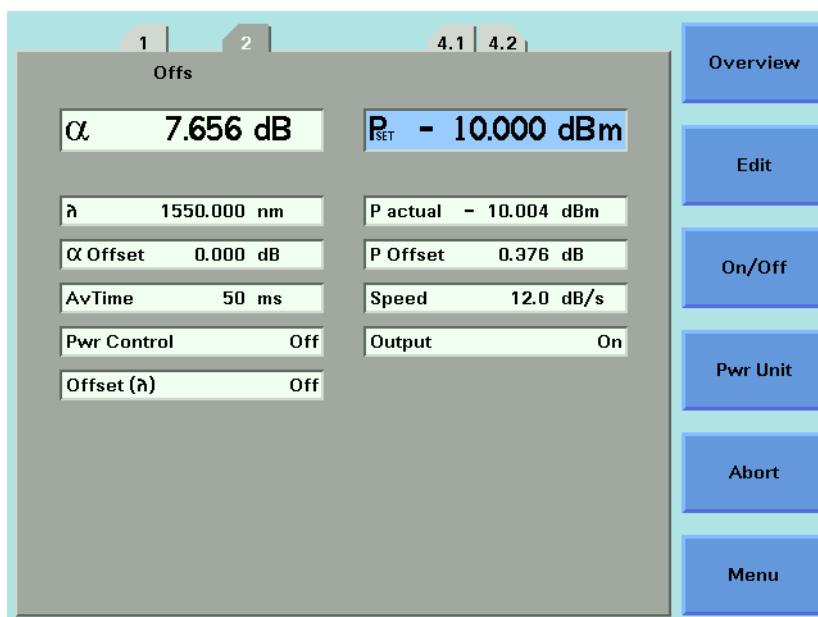 1 2 4.1 4.2
Offs
α 7.656 dB
PSET - 10.000 dBm
λ 1550.000 nm
P actual - 10.004 dBm
α Offset 0.000 dB
P Offset 0.376 dB
AvTime 50 ms
Speed 12.0 dB/s
Pwr Control Off
Output On
Offset (λ) Off
Overview
Edit
On/Off
Pwr Unit
Abort
Menu